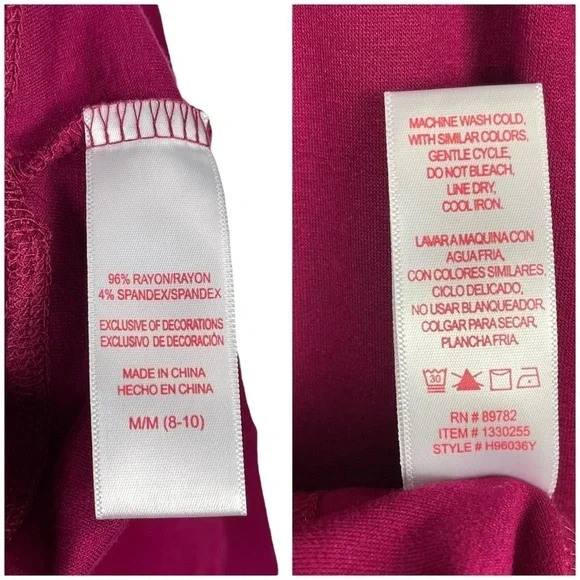 96% RAYON/RAYON
4% SPANDEX/SPANDEX
EXCLUSIVE OF DECORATIONS
EXCLUSIVO DE DECORACIÓN
MADE IN CHINA
HECHO EN CHINA
M/M (8-10)
MACHINE WASH COLD,
WITH SIMILAR COLORS,
GENTLE CYCLE,
DO NOT BLEACH,
LINE DRY,
COOL IRON.
LAVAR A MAQUINA CON
AGUA FRIA,
CON COLORES SIMILARES,
CICLO DELICADO,
NO USAR BLANQUEADOR,
COLGAR PARA SECAR,
PLANCHA FRIA.
30
RN # 89782
ITEM # 1330255
STYLE # H96036Y